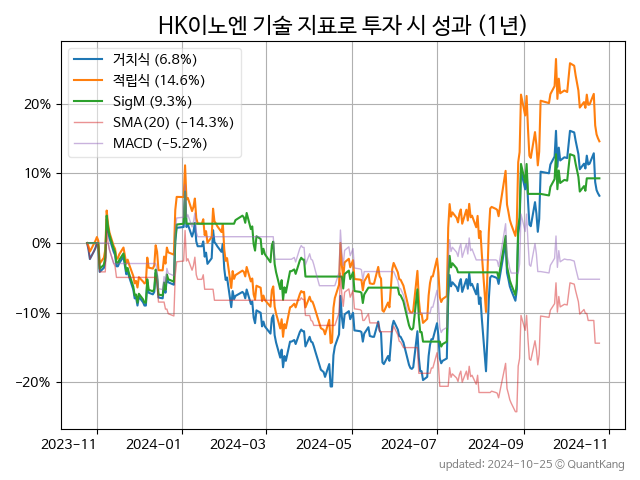 HK이노엔 기술 지표로 투자 시 성과 (1년)
거치식 (6.8%)
적립식 (14.6%)
SigM (9.3%)
SMA(20) (−14.3%)
MACD (−5.2%)
20%
10%
0%
−10%
−20%
2023−11 2024−01 2024−03 2024−05 2024−07 2024−09 2024−11
updated: 2024-10-25 © QuantKang